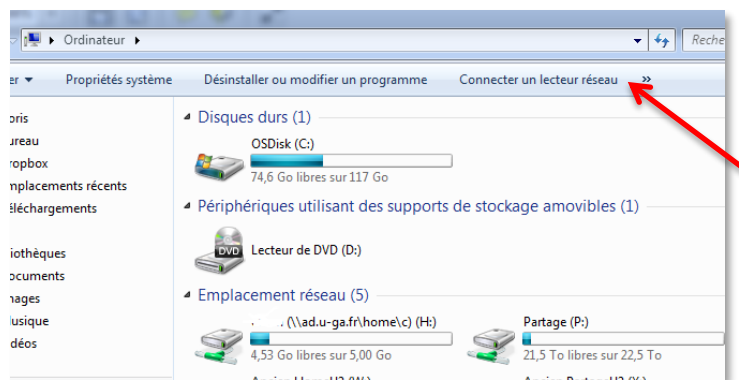 Ordinateur
Reche
er Propriétés système Désinstaller ou modifier un programme Connecter un lecteur réseau »
oris
ureau
ropbox
mplacements récents
éléchargements
iothèques
ocuments
nages
lusique
déos
Disques durs (1)
OSDisk (C:)
74,6 Go libres sur 117 Go
Périphériques utilisant des supports de stockage amovibles (1)
DVD
Lecteur de DVD (D:)
Emplacement réseau (5)
(\\ad.u-ga.fr\home\c) (H:)
4,53 Go libres sur 5,00 Go
Partage (P:)
21,5 To libres sur 22,5 To